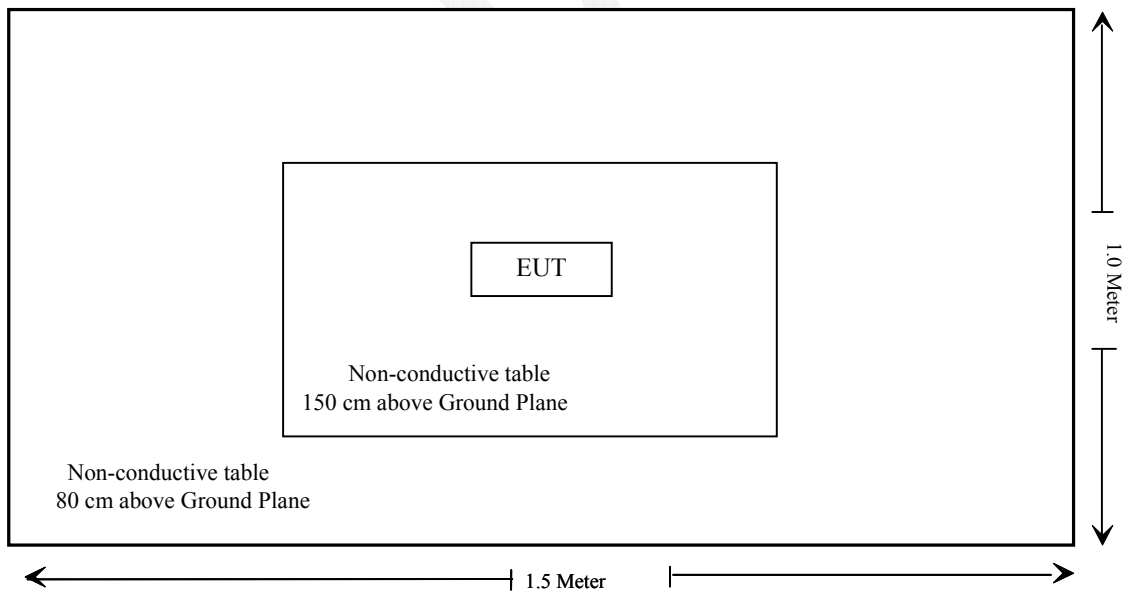 EUT
Non-conductive table
150 cm above Ground Plane
Non-conductive table
80 cm above Ground Plane
1.0 Meter
1.5 Meter